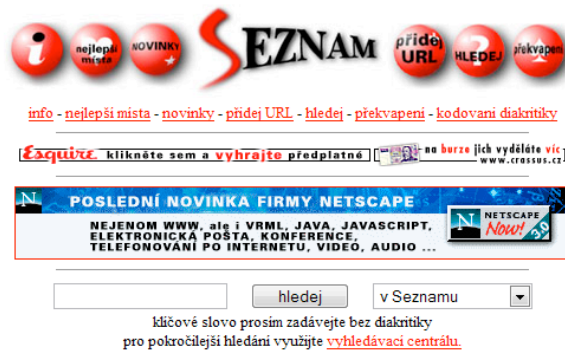 i nejlepší místa NOVINKY SEZNAM přidej URL HLEDEJ překvapení
info - nejlepší místa - novinky - přidej URL - hledej - překvapení - kodovani diakritiky
Esquire klikněte sem a vyhrajte předplatné na burze jich vyděláte víc
www.crassus.cz
N POSLEDNÍ NOVINKA FIRMY NETSCAPE
NEJENOM WWW, ale i VRML, JAVA, JAVASCRIPT,
ELEKTRONICKÁ POŠTA, KONFERENCE,
TELEFONOVÁNÍ PO INTERNETU, VIDEO, AUDIO ...
N NETSCAPE
Now! 3.0
hledej v Seznamu
klíčové slovo prosím zadávejte bez diakritiky
pro pokročilejší hledání využijte vyhledávací centrálu.